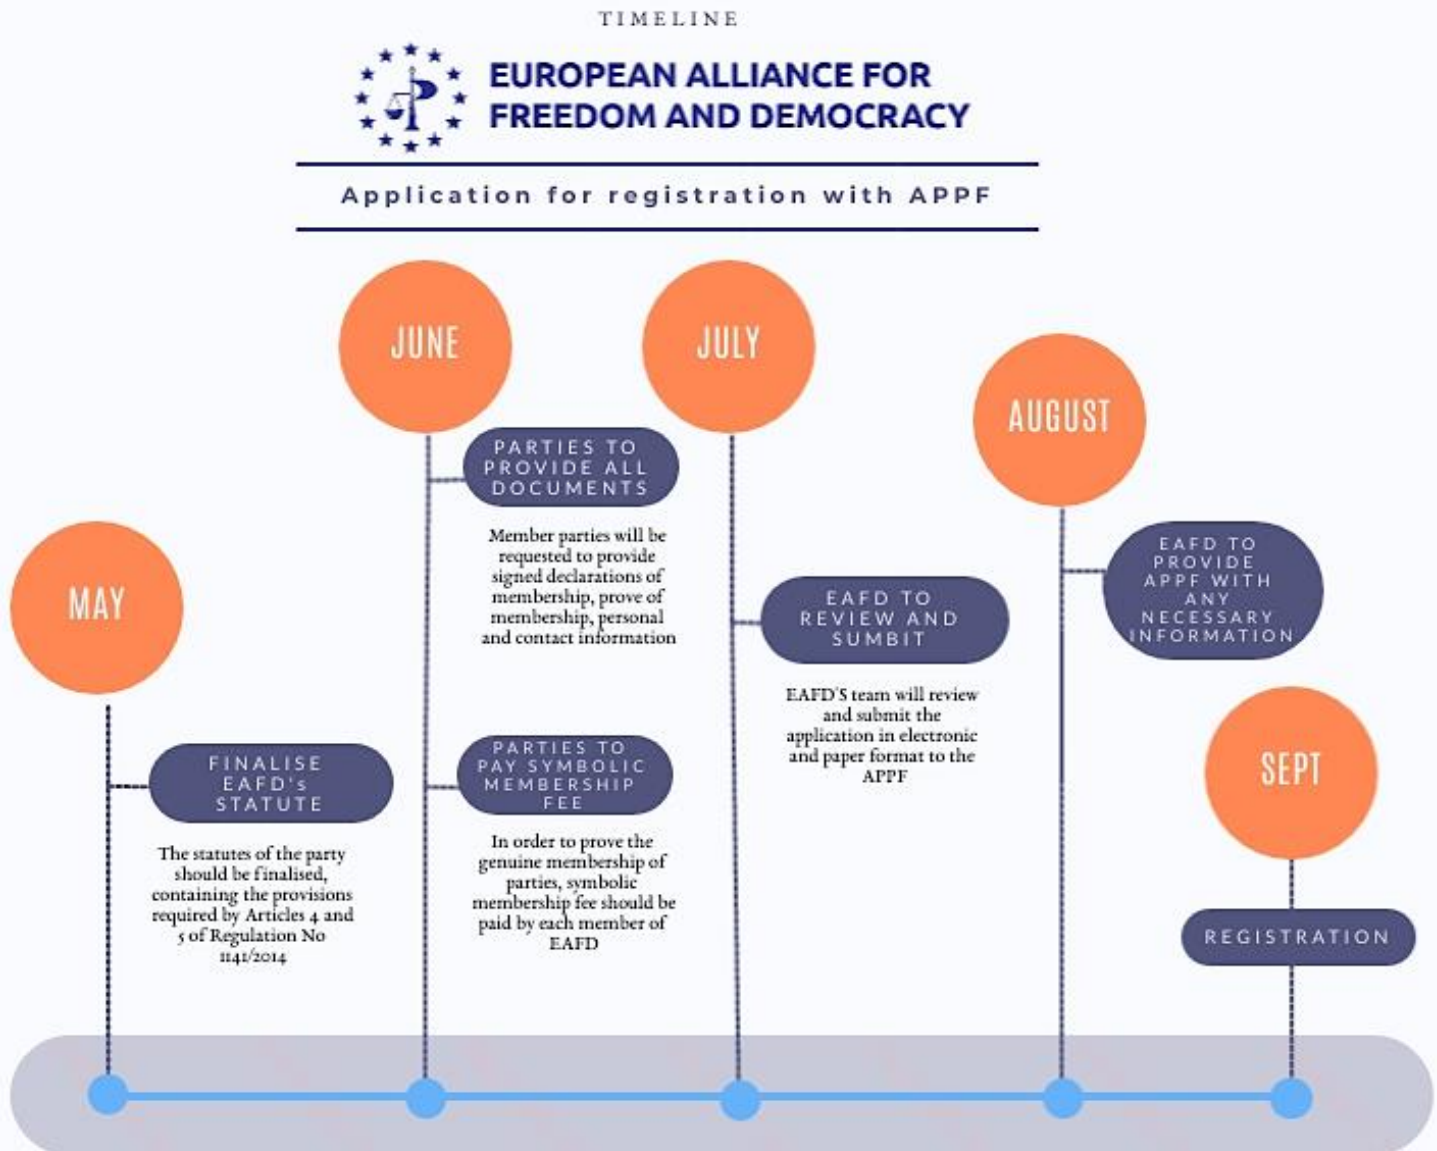 TIMELINE
EUROPEAN ALLIANCE FOR
FREEDOM AND DEMOCRACY
Application for registration with APPF
MAY
FINALISE
EAFD's
STATUTE
The statutes of the party
should be finalised,
containing the provisions
required by Articles 4 and
5 of Regulation No
1141/2014
JUNE
PARTIES TO
PROVIDE ALL
DOCUMENTS
Member parties will be
requested to provide
signed declarations of
membership, prove of
membership, personal
and contact information
PARTIES TO
PAY SYMBOLIC
MEMBERSHIP
FEE
In order to prove the
genuine membership of
parties, symbolic
membership fee should be
paid by each member of
EAFD
JULY
EAFD TO
REVIEW AND
SUMBIT
EAFD'S team will review
and submit the
application in electronic
and paper format to the
APPF
AUGUST
EAFD TO
PROVIDE
APPF WITH
ANY
NECESSARY
INFORMATION
SEPT
REGISTRATION